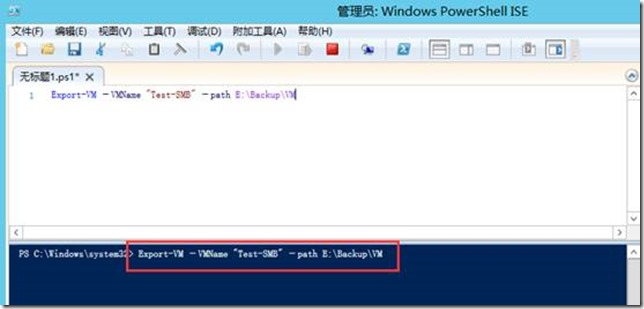 管理员: Windows PowerShell ISE
文件(F) 编辑(E) 视图(V) 工具(T) 调试(D) 附加工具(A) 帮助(H)
无标题1.ps1* X
1 Export-VM –VMName "Test-SMB" –path E:\Backup\VM
PS C:\Windows\system32> Export-VM –VMName "Test-SMB" –path E:\Backup\VM